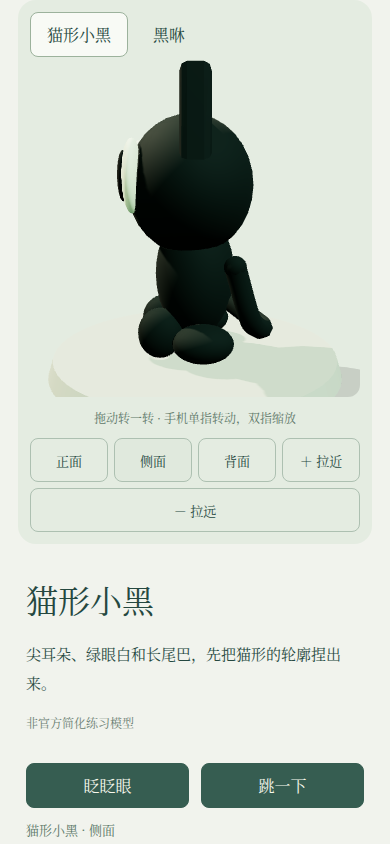 猫形小黑
黑咻
拖动转一转 · 手机单指转动，双指缩放
正面
侧面
背面
＋ 拉近
－ 拉远
猫形小黑
尖耳朵、绿眼白和长尾巴，先把猫形的轮廓捏出
来。
非官方简化练习模型
眨眨眼
跳一下
猫形小黑 · 侧面